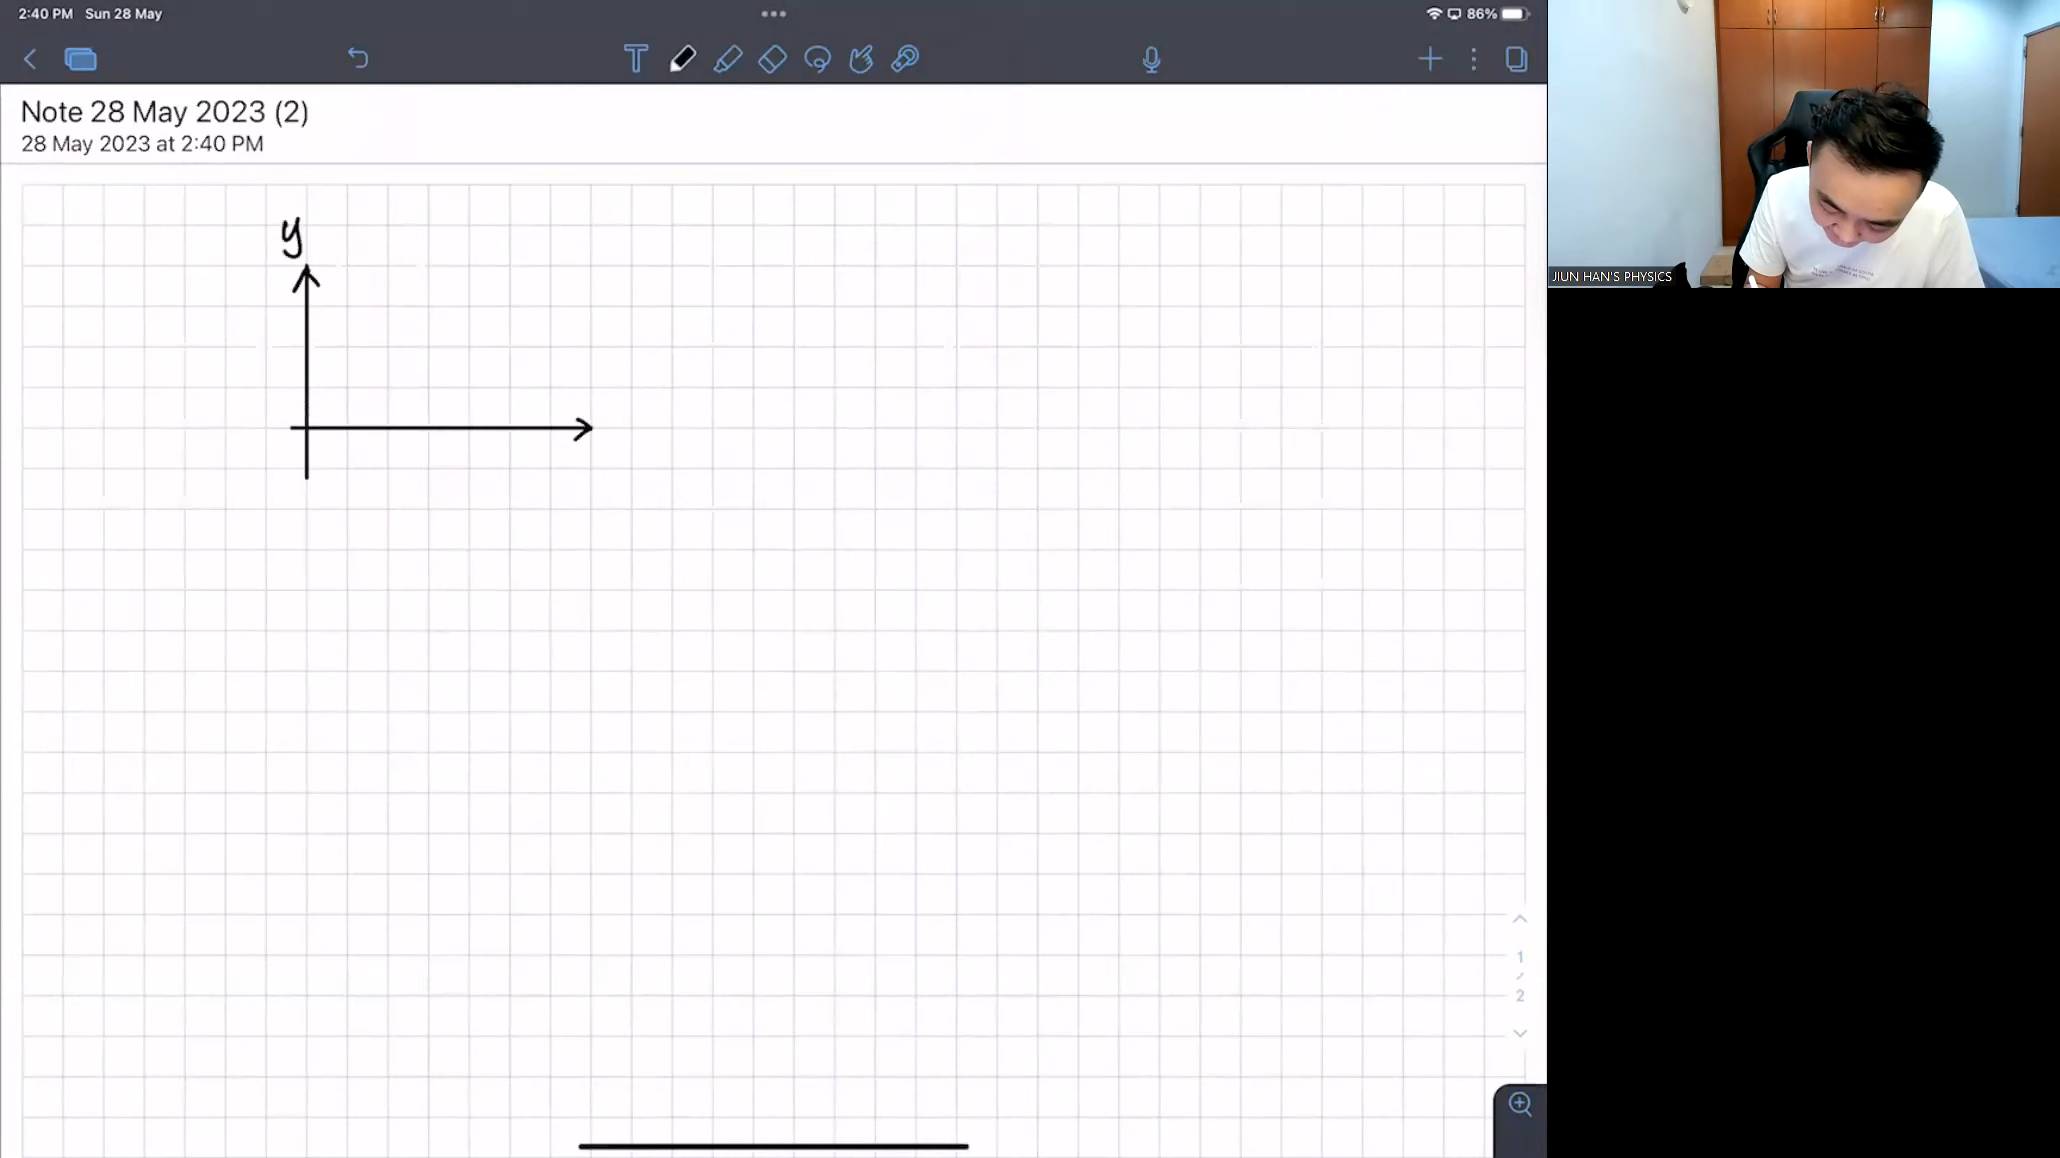 2:40 PM Sun 28 May
86%
T
Note 28 May 2023 (2)
28 May 2023 at 2:40 PM
y
JIUN HAN'S PHYSICS
1
2